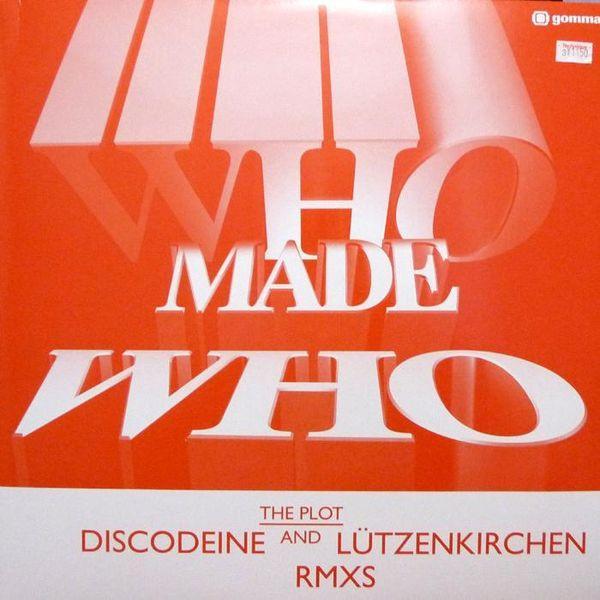 gomma
WHO
MADE
WHO
THE PLOT
DISCODEINE AND LÜTZENKIRCHEN
RMXS